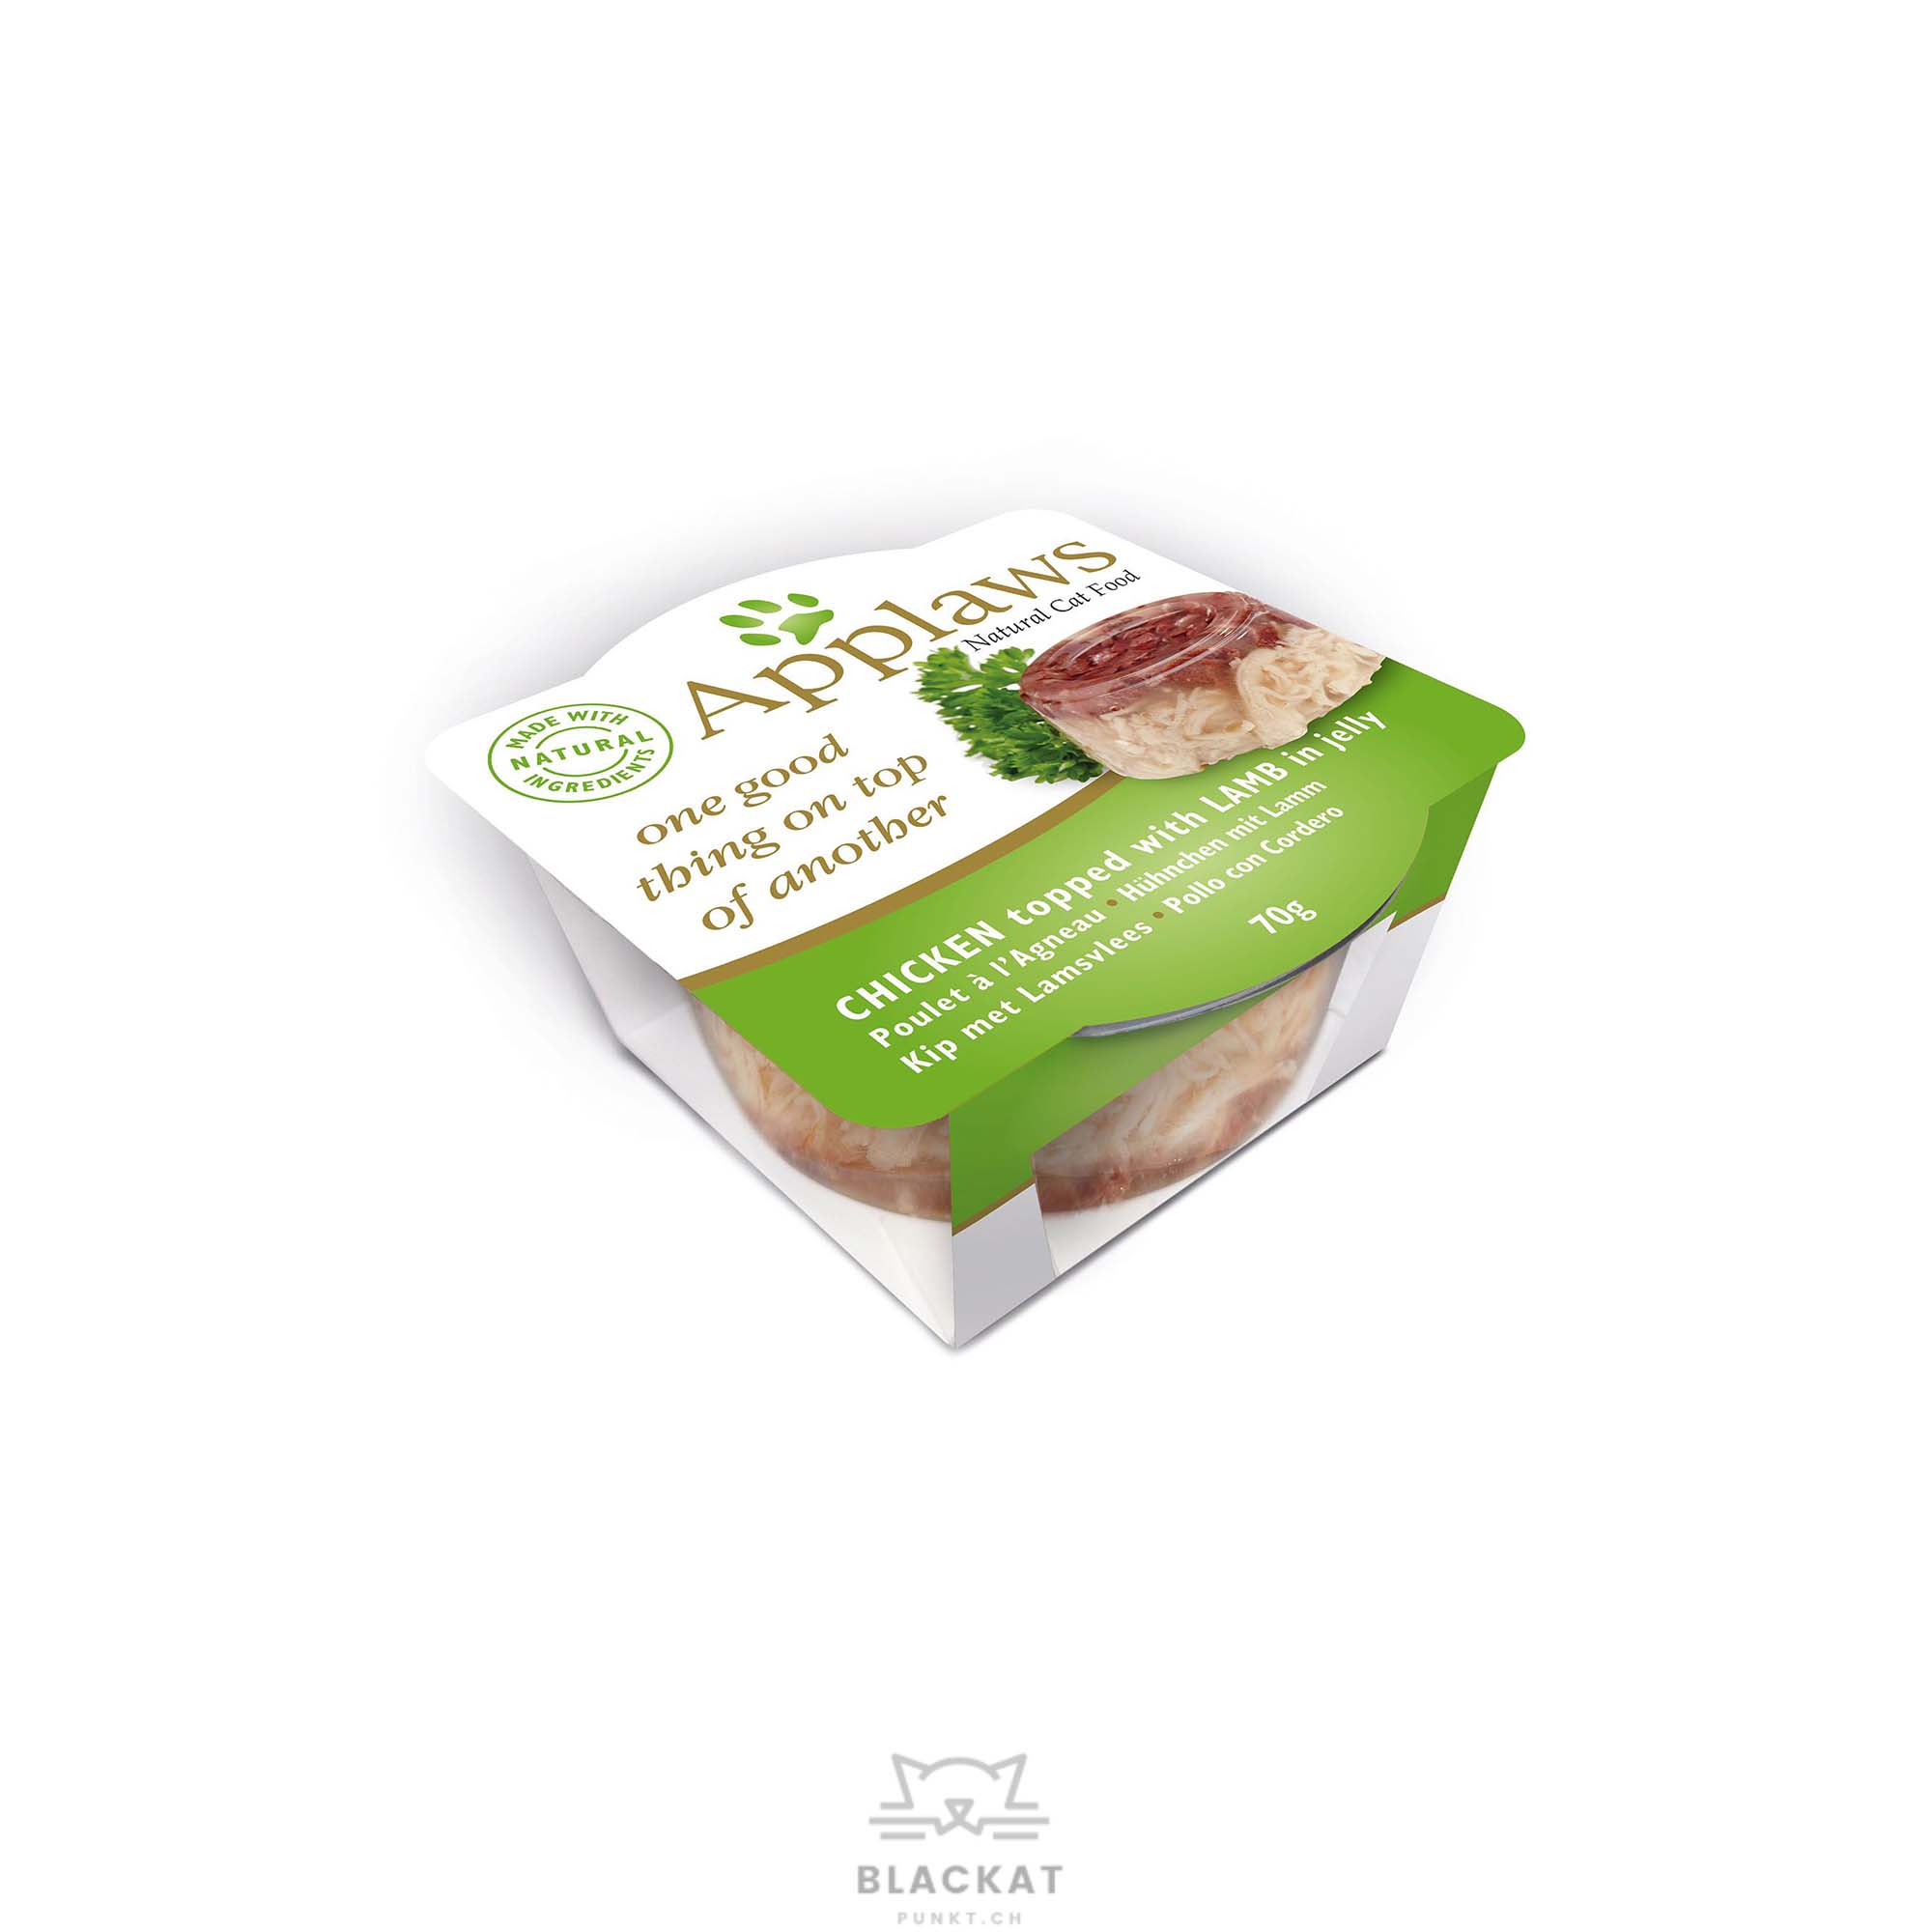 Applaws
Natural Cat Food
MADE WITH
NATURAL
INGREDIENTS
one good
thing on top
of another
CHICKEN topped with LAMB in jelly
Poulet à l'Agneau • Hühnchen mit Lamm
Kip met Lamsvlees • Pollo con Cordero
70g
BLACKAT
PUNKT.CH